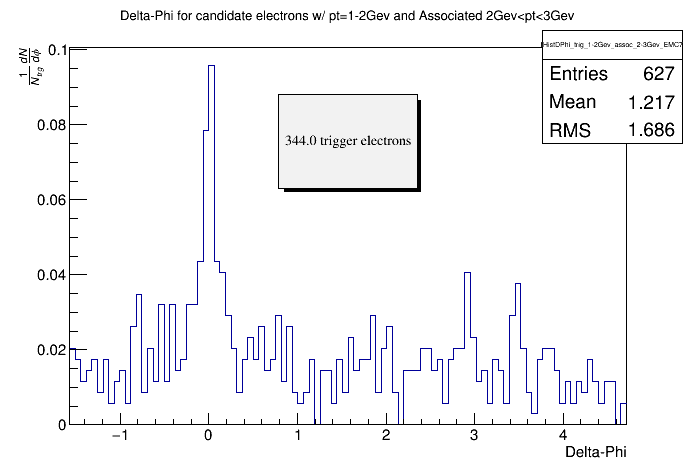 Delta-Phi for candidate electrons w/ pt=1-2Gev and Associated 2Gev<pt<3Gev
HistDPhi_trig_1-2Gev_assoc_2-3Gev_EMC7
Entries 627
Mean 1.217
RMS 1.686
1/N_trg dN/dϕ
344.0 trigger electrons
0.1
0.08
0.06
0.04
0.02
0
−1 0 1 2 3 4
Delta-Phi